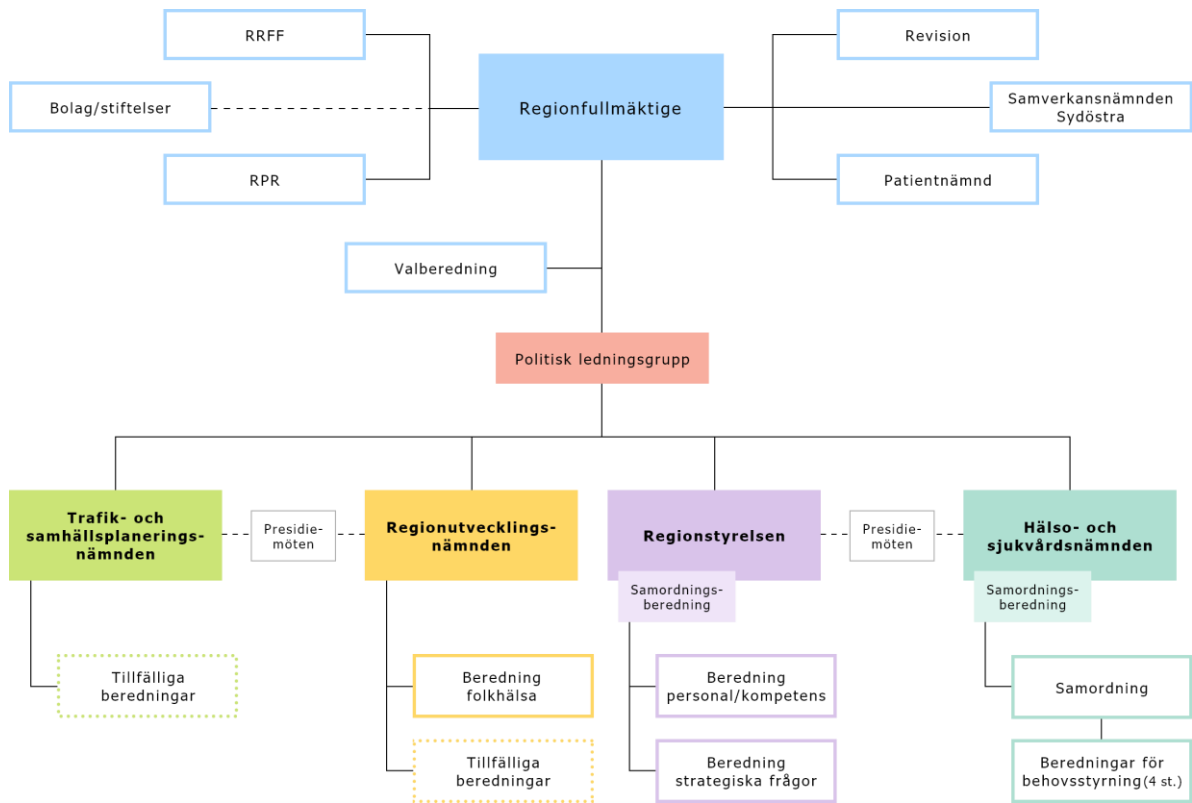 RRFF
Revision
Bolag/stiftelser
Regionfullmäktige
Samverkansnämnden
Sydöstra
RPR
Patientnämnd
Valberedning
Politisk ledningsgrupp
Trafik- och
samhällsplanerings-
nämnden
Presidie-
möten
Regionutvecklings-
nämnden
Regionstyrelsen
Presidie-
möten
Hälso- och
sjukvårdsnämnden
Samordnings-
beredning
Samordnings-
beredning
Tillfälliga
beredningar
Beredning
folkhälsa
Beredning
personal/kompetens
Samordning
Tillfälliga
beredningar
Beredning
strategiska frågor
Beredningar för
behovsstyrning (4 st.)